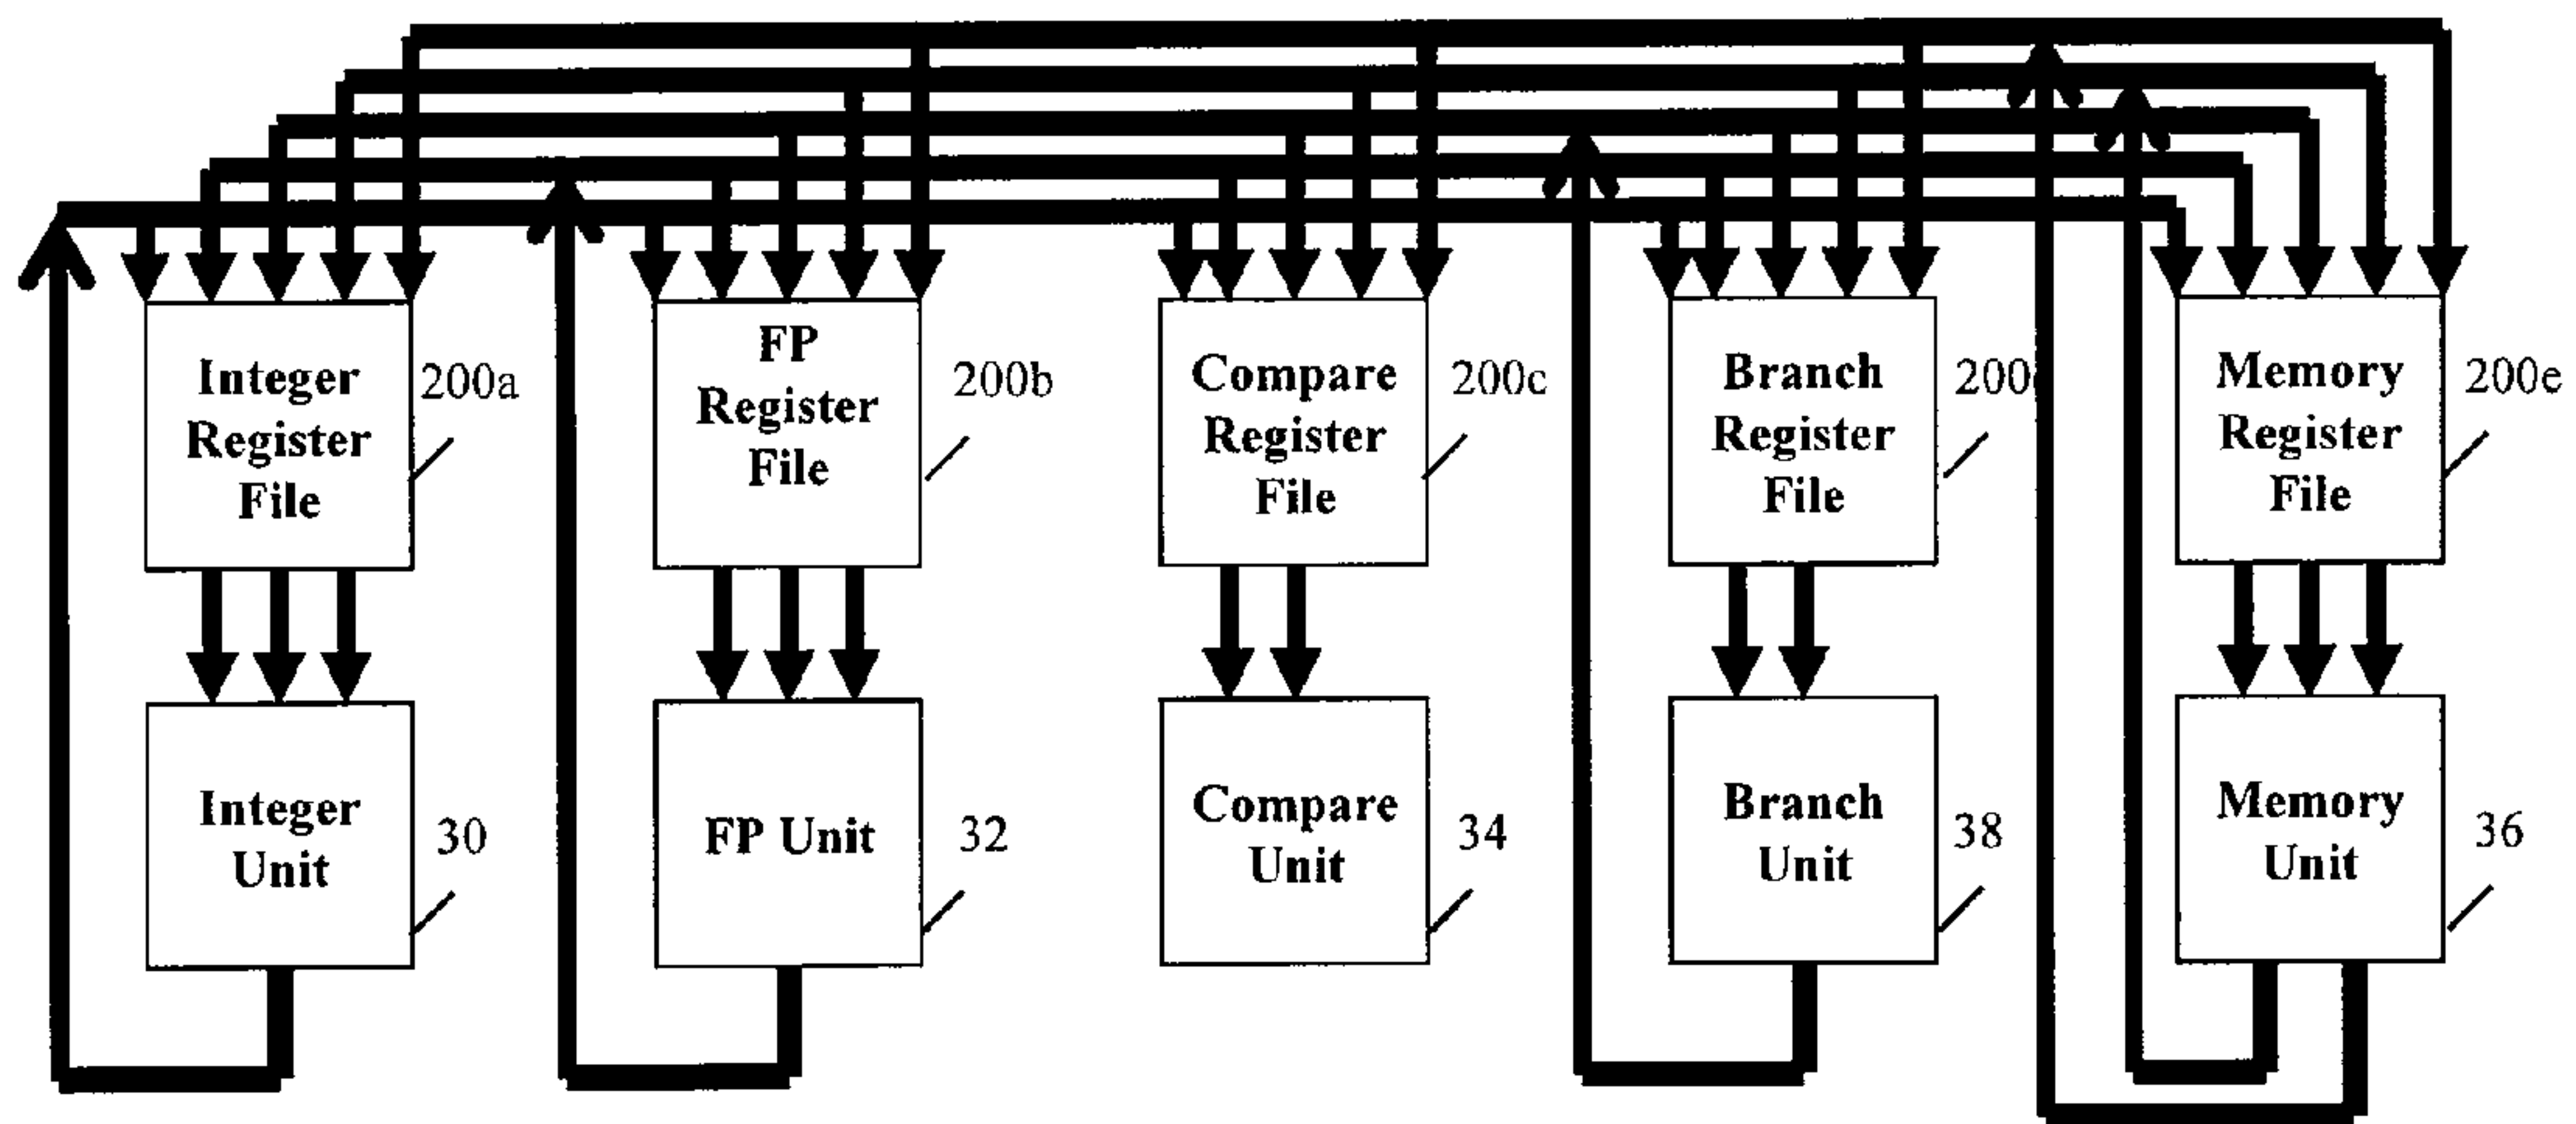 Integer
Register
File
200a
FP
Register
File
200b
Compare
Register
File
200c
Branch
Register
File
200
Memory
Register
File
200e
Integer
Unit
30
FP Unit
32
Compare
Unit
34
Branch
Unit
38
Memory
Unit
36